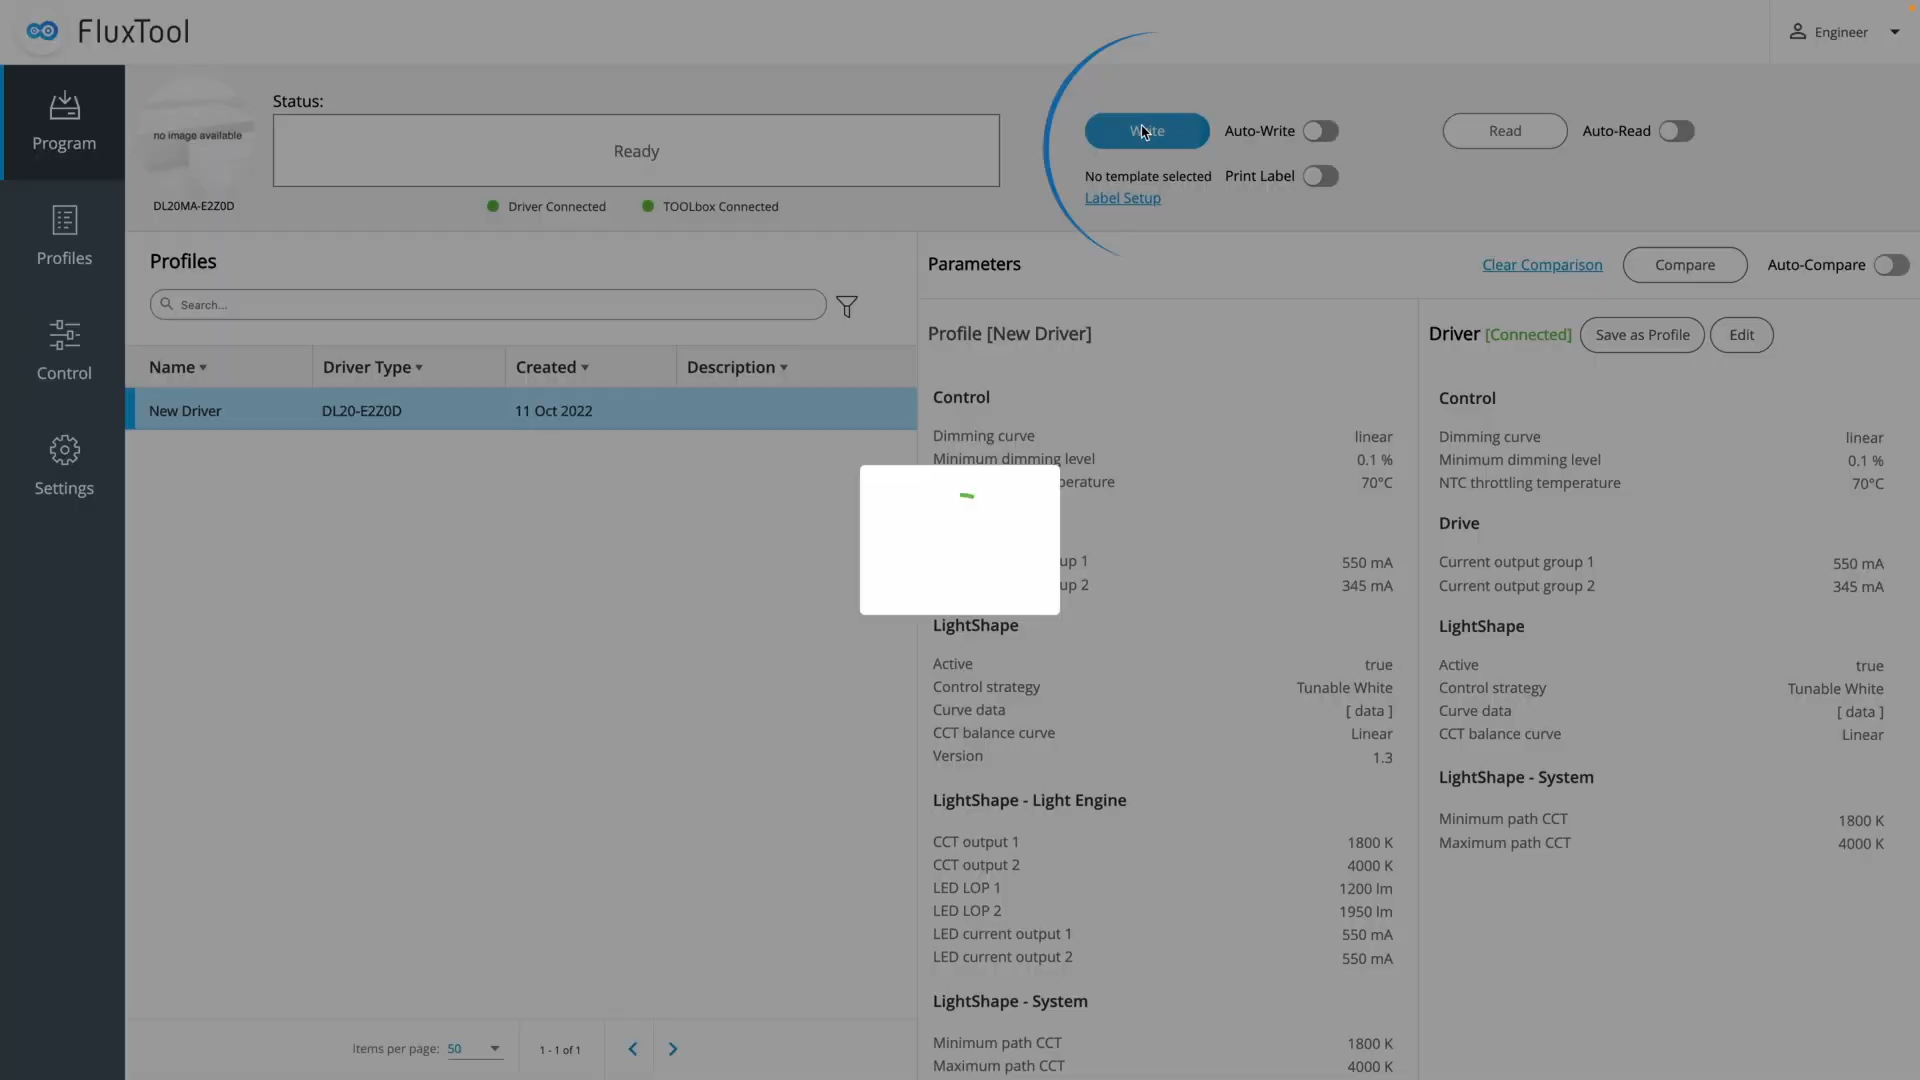 FluxTool
Engineer
Program
Profiles
Control
Settings
no image available
DL20MA-E2Z0D
Status:
Ready
Driver Connected
TOOLbox Connected
Write
Auto-Write
Read
Auto-Read
No template selected
Print Label
Label Setup
Profiles
Search...
Name
Driver Type
Created
Description
New Driver
DL20-E2Z0D
11 Oct 2022
Items per page: 50
1 - 1 of 1
Parameters
Clear Comparison
Compare
Auto-Compare
Profile [New Driver]
Control
Dimming curve linear
Minimum dimming level 0.1 %
perature 70°C
up 1 550 mA
up 2 345 mA
LightShape
Active true
Control strategy Tunable White
Curve data [ data ]
CCT balance curve Linear
Version 1.3
LightShape - Light Engine
CCT output 1 1800 K
CCT output 2 4000 K
LED LOP 1 1200 lm
LED LOP 2 1950 lm
LED current output 1 550 mA
LED current output 2 550 mA
LightShape - System
Minimum path CCT 1800 K
Maximum path CCT 4000 K
Driver [Connected]
Save as Profile
Edit
Control
Dimming curve linear
Minimum dimming level 0.1 %
NTC throttling temperature 70°C
Drive
Current output group 1 550 mA
Current output group 2 345 mA
LightShape
Active true
Control strategy Tunable White
Curve data [ data ]
CCT balance curve Linear
LightShape - System
Minimum path CCT 1800 K
Maximum path CCT 4000 K